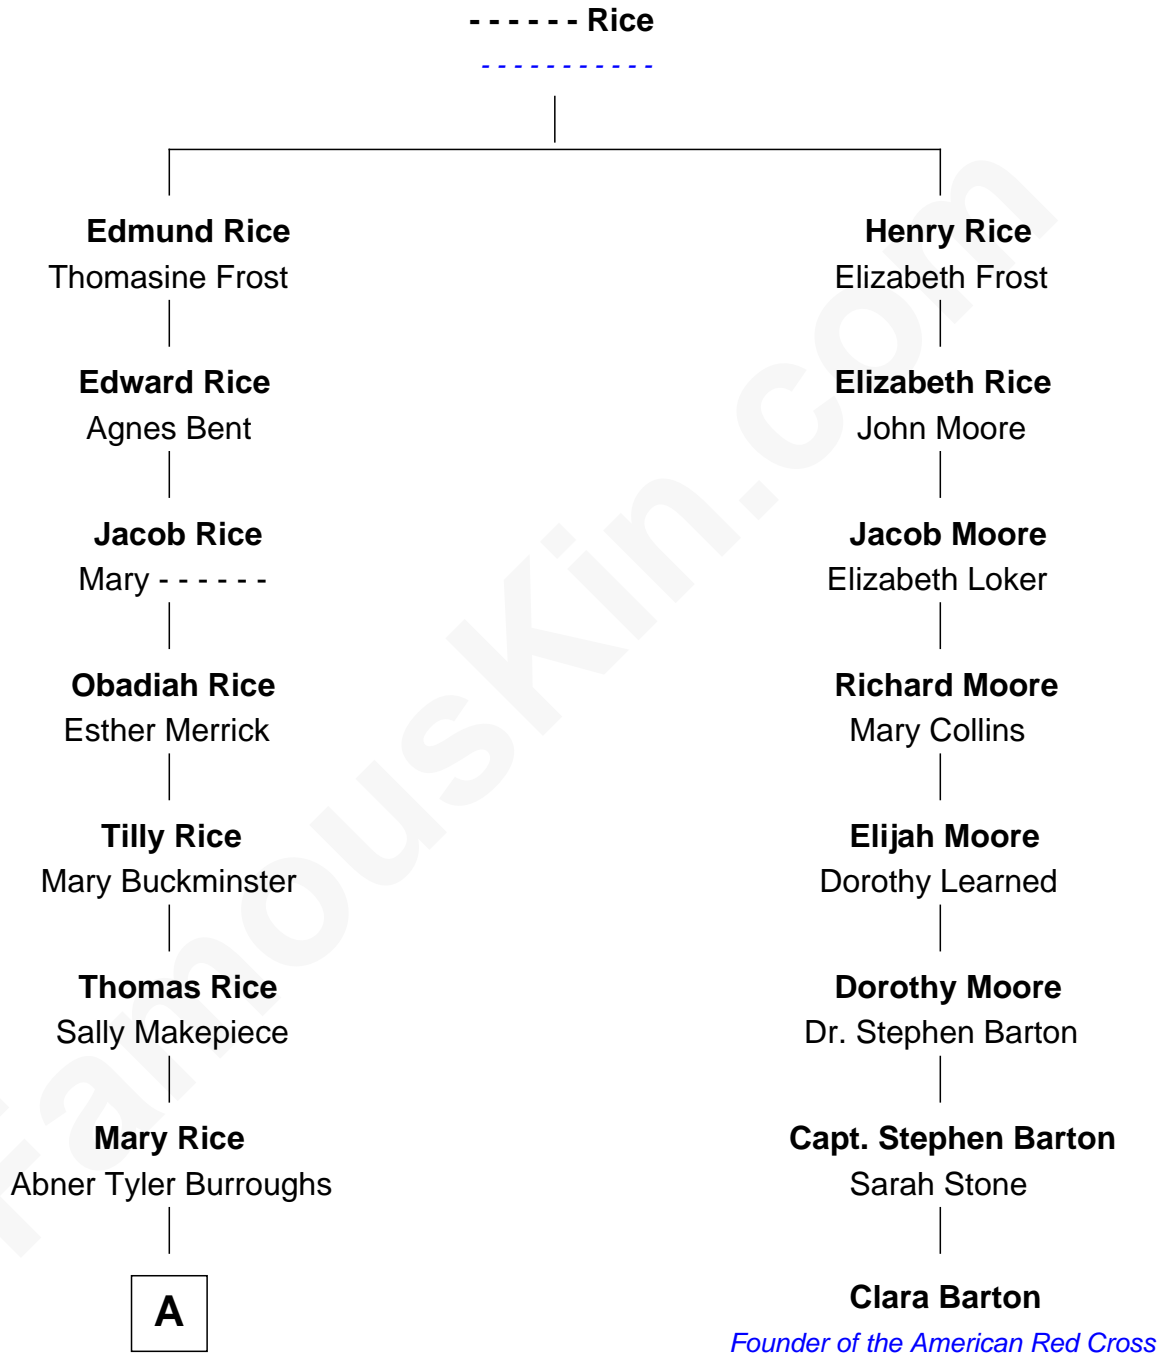 - - - - - - Rice
- - - - - - - - - - -
Edmund Rice
Thomasine Frost
Henry Rice
Elizabeth Frost
Edward Rice
Agnes Bent
Elizabeth Rice
John Moore
Jacob Rice
Mary - - - - - -
Jacob Moore
Elizabeth Loker
Obadiah Rice
Esther Merrick
Richard Moore
Mary Collins
Tilly Rice
Mary Buckminster
Elijah Moore
Dorothy Learned
Thomas Rice
Sally Makepiece
Dorothy Moore
Dr. Stephen Barton
Mary Rice
Abner Tyler Burroughs
Capt. Stephen Barton
Sarah Stone
A
Clara Barton
Founder of the American Red Cross
FamousKin.com